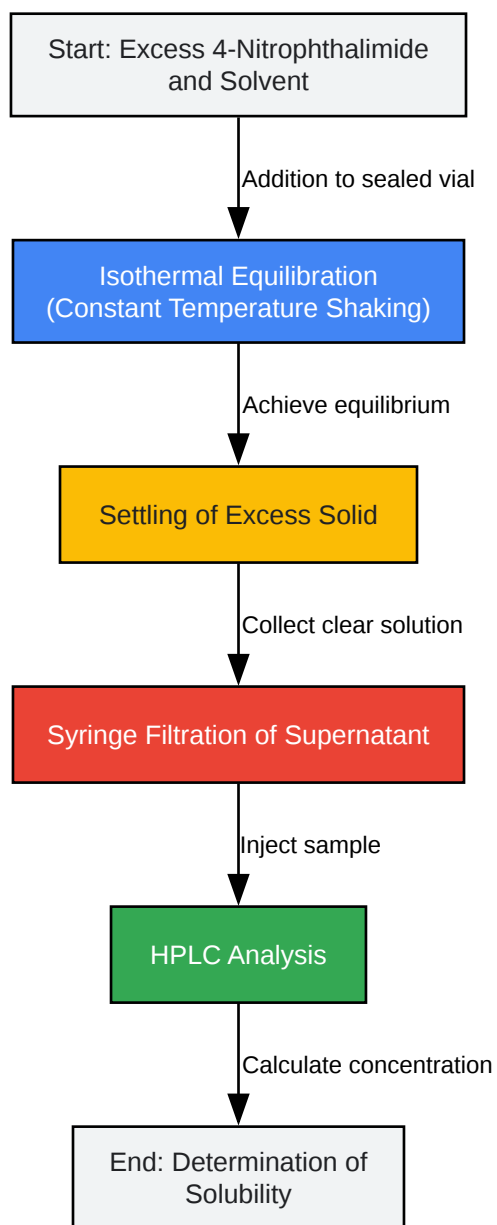 Start: Excess 4-Nitrophthalimide
and Solvent
Addition to sealed vial
Isothermal Equilibration
(Constant Temperature Shaking)
Achieve equilibrium
Settling of Excess Solid
Collect clear solution
Syringe Filtration of Supernatant
Inject sample
HPLC Analysis
Calculate concentration
End: Determination of
Solubility